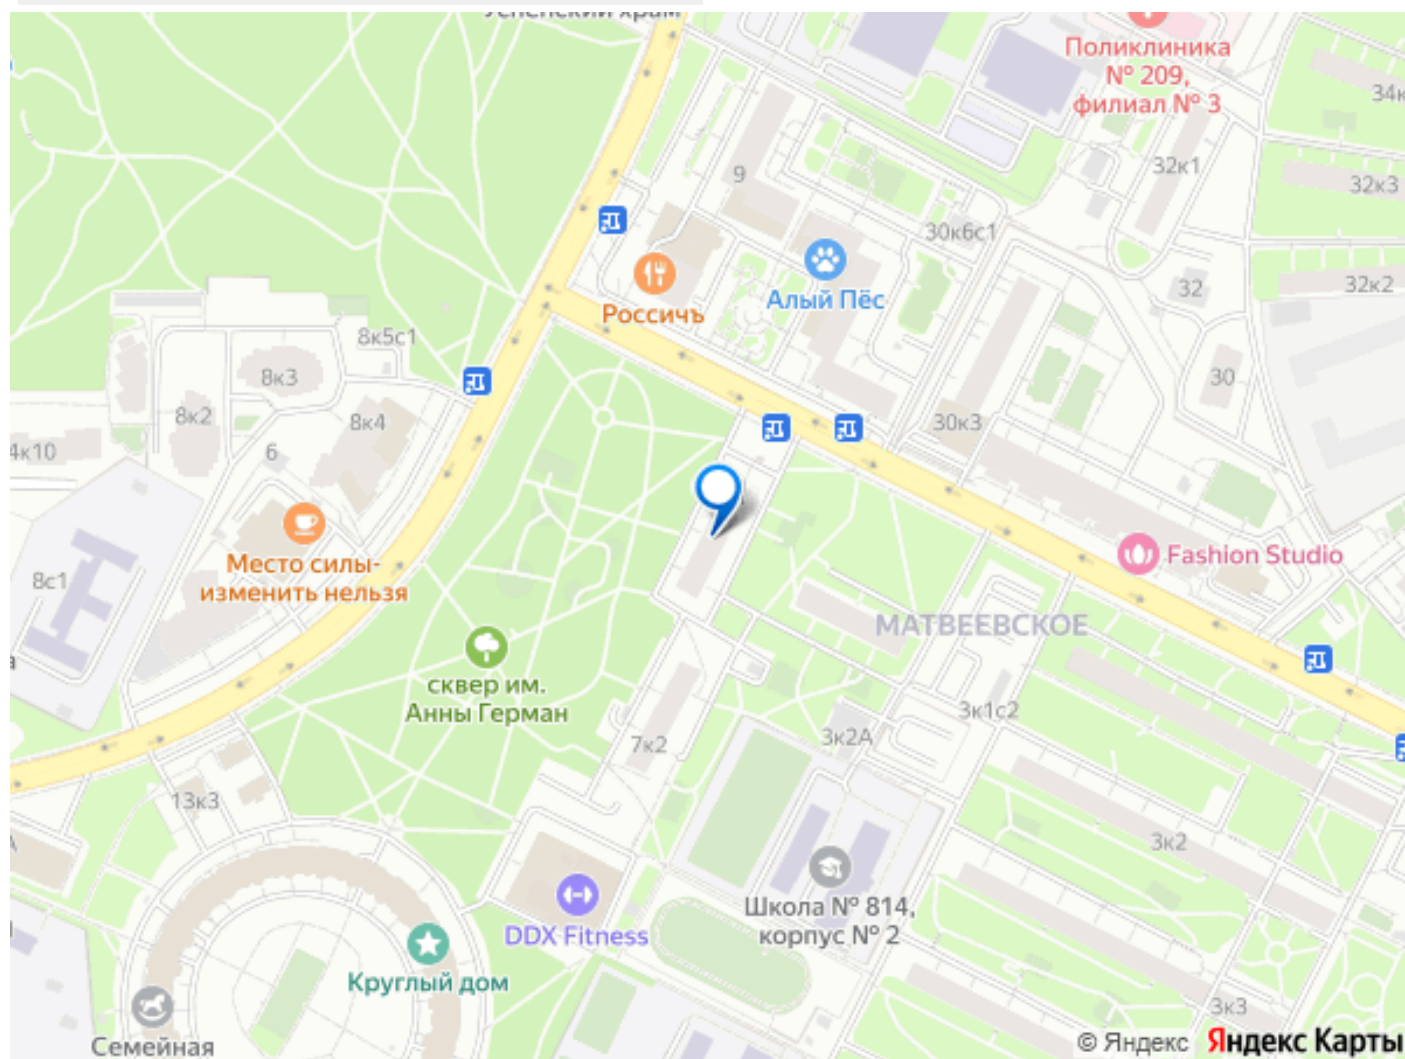 Успенский храм
Поликлиника
№ 209,
филиал № 3
34к
9
32к1
32к3
30к6с1
Алый Пёс
Россичъ
32
32к2
8к5с1
8к3
30
8к2
8к4
30к3
4к10
6
Место силы-
изменить нельзя
Fashion Studio
8с1
МАТВЕЕВСКОЕ
а
сквер им.
Анны Герман
3к1с2
7к2
3к2А
13к3
3к2
Школа № 814,
корпус № 2
DDX Fitness
Круглый дом
3к3
Семейная
© Яндекс Яндекс Карты